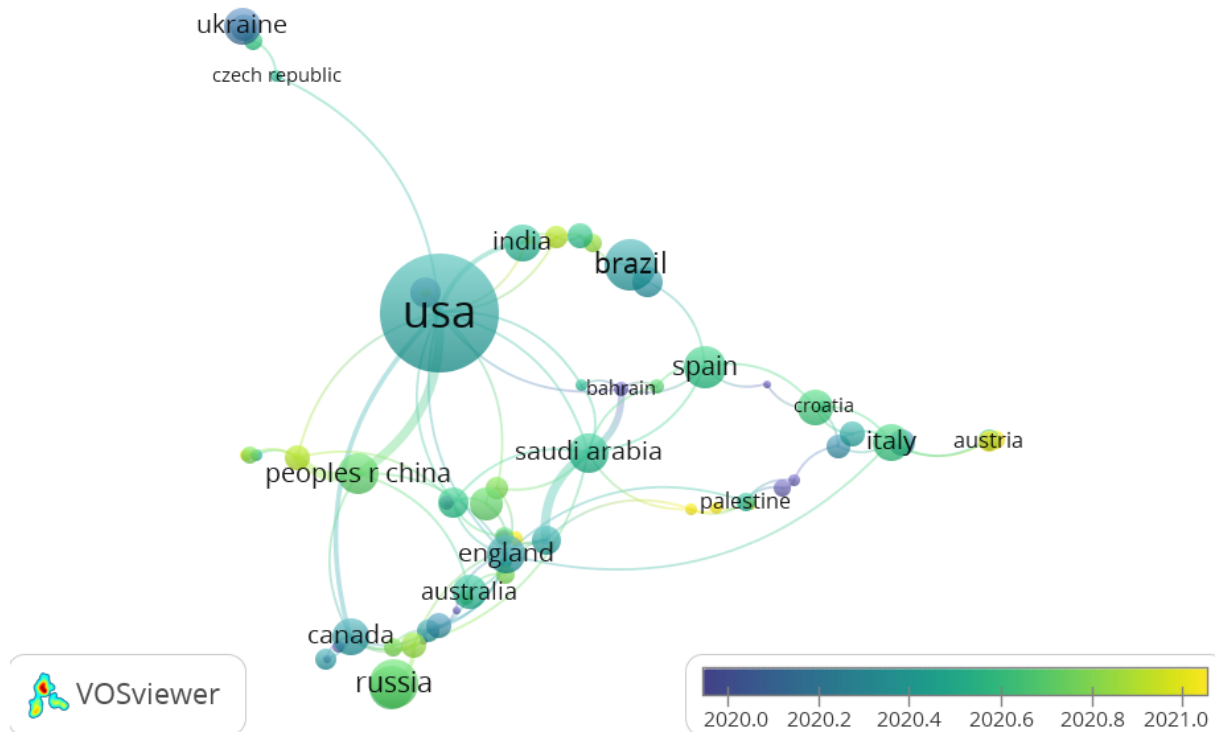 ukraine
czech republic
india
brazil
usa
spain
bahrain
croatia
italy
austria
saudi arabia
peoples r china
palestine
england
australia
canada
russia
VOSviewer
2020.0 2020.2 2020.4 2020.6 2020.8 2021.0